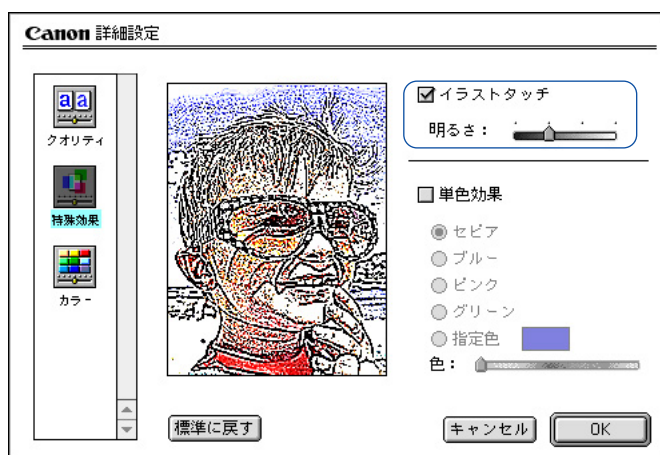 Canon 詳細設定
aa
クオリティ
特殊効果
カラー
イラストタッチ
明るさ：
単色効果
セピア
ブルー
ピンク
グリーン
指定色
色：
標準に戻す
キャンセル
OK